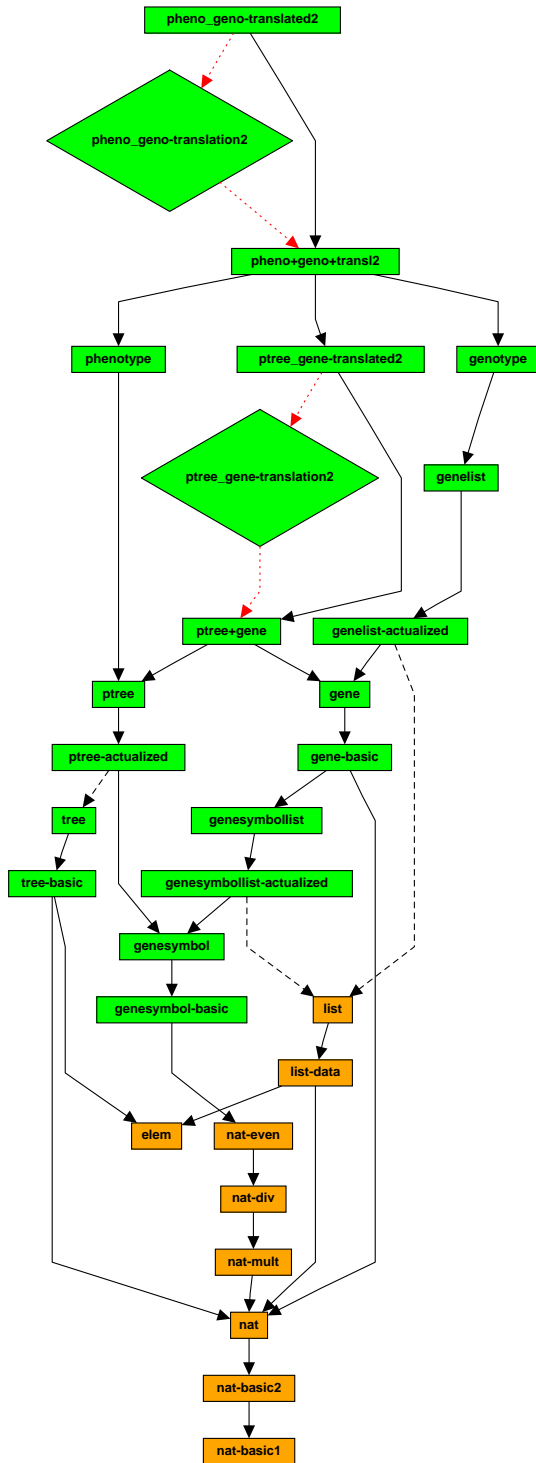 pheno_geno-translated2
pheno_geno-translation2
pheno+geno+transl2
phenotype
ptree_gene-translated2
genotype
ptree_gene-translation2
genelist
ptree+gene
genelist-actualized
ptree
gene
ptree-actualized
gene-basic
tree
genesymbollist
tree-basic
genesymbollist-actualized
genesymbol
genesymbol-basic
list
list-data
elem
nat-even
nat-div
nat-mult
nat
nat-basic2
nat-basic1